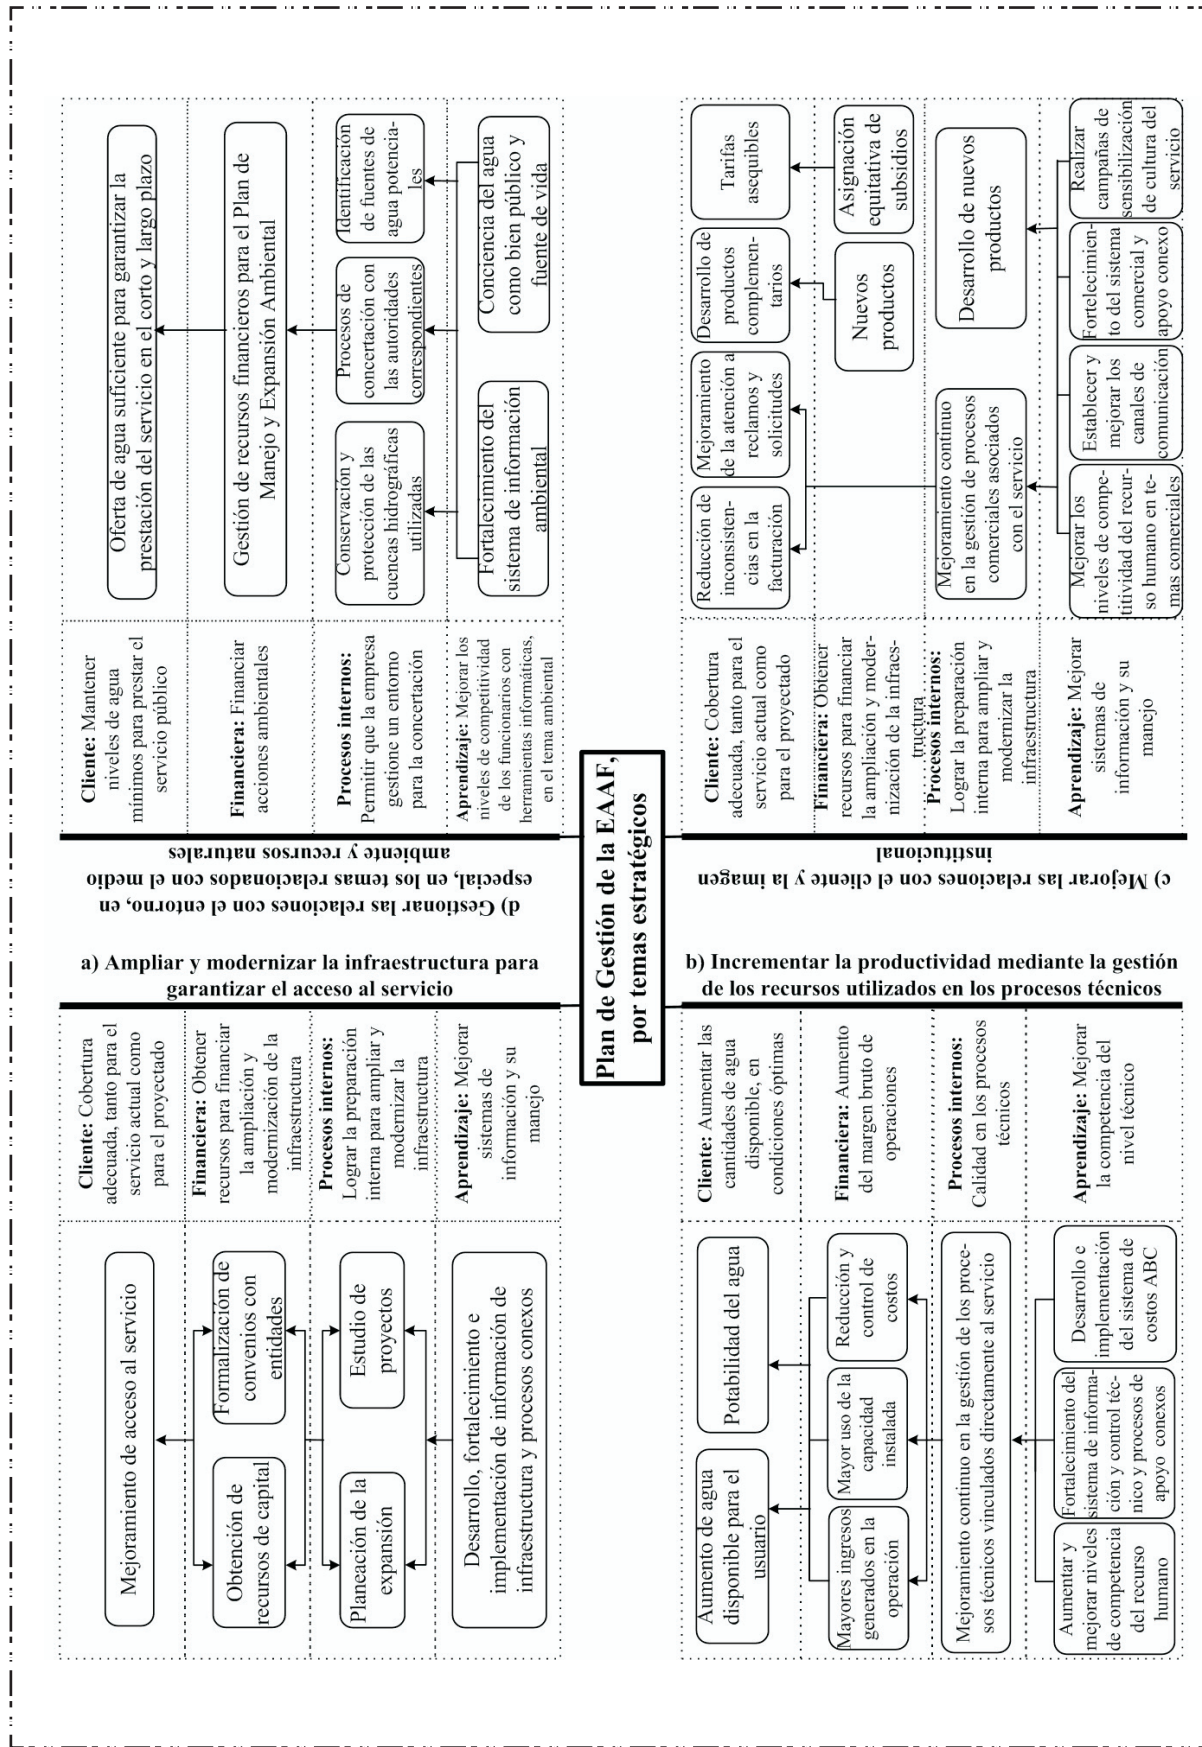 Plan de Gestión de la EAAF,
por temas estratégicos
a) Ampliar y modernizar la infraestructura para
garantizar el acceso al servicio
Cliente: Cobertura
adecuada, tanto para el
servicio actual como
para el proyectado
Mejoramiento de acceso al servicio
Financiera: Obtener
recursos para financiar
la ampliación y
modernización de la
infraestructura
Obtención de
recursos de capital
Formalización de
convenios con
entidades
Procesos internos:
Lograr la preparación
interna para ampliar y
modernizar la
infraestructura
Planeación de la
expansión
Estudio de
proyectos
Aprendizaje: Mejorar
sistemas de
información y su
manejo
Desarrollo, fortalecimiento e
implementación de información de
infraestructura y procesos conexos
b) Incrementar la productividad mediante la gestión
de los recursos utilizados en los procesos técnicos
Cliente: Aumentar las
cantidades de agua
disponible, en
condiciones óptimas
Aumento de agua
disponible para el
usuario
Potabilidad del agua
Financiera: Aumento
del margen bruto de
operaciones
Mayores ingresos
generados en la
operación
Mayor uso de la
capacidad
instalada
Reducción y
control de
costos
Procesos internos:
Calidad en los procesos
técnicos
Mejoramiento continuo en la gestión de los proce-
sos técnicos vinculados directamente al servicio
Aprendizaje: Mejorar
la competencia del
nivel técnico
Aumentar y
mejorar niveles
de competencia
del recurso
humano
Fortalecimiento del
sistema de informa-
ción y control téc-
nico y procesos de
apoyo conexos
Desarrollo e
implementación
del sistema de
costos ABC
c) Mejorar las relaciones con el cliente y la imagen
institucional
Cliente: Cobertura
adecuada, tanto para el
servicio actual como
para el proyectado
Reducción de
inconsisten-
cias en la
facturación
Mejoramiento
de la atención a
reclamos y
solicitudes
Desarrollo de
productos
complemen-
tarios
Tarifas
asequibles
Financiera: Obtener
recursos para financiar
la ampliación y moder-
nización de la infraes-
tructura
Nuevos
productos
Asignación
equitativa de
subsidios
Procesos internos:
Lograr la preparación
interna para ampliar y
modernizar la
infraestructura
Mejoramiento continuo
en la gestión de procesos
comerciales asociados
con el servicio
Desarrollo de nuevos
productos
Aprendizaje: Mejorar
sistemas de
información y su
manejo
Mejorar los
niveles de compe-
titividad del recur-
so humano en te-
mas comerciales
Establecer y
mejorar los
canales de
comunicación
Fortelecimien-
to del sistema
comercial y
apoyo conexo
Realizar
campañas de
sensibilización
de cultura del
servicio
d) Gestionar las relaciones con el entorno, en
especial, en los temas relacionados con el medio
ambiente y recursos naturales
Cliente: Mantener
niveles de agua
mínimos para prestar el
servicio público
Oferta de agua suficiente para garantizar la
prestación del servicio en el corto y largo plazo
Financiera: Financiar
acciones ambientales
Gestión de recursos financieros para el Plan de
Manejo y Expansión Ambiental
Procesos internos:
Permitir que la empresa
gestione un entorno
para la concertación
Conservación y
protección de las
cuencas hidrográficas
utilizadas
Procesos de
concertación con
las autoridades
correspondientes
Identificación
de fuentes de
agua potencia-
les
Aprendizaje: Mejorar los
niveles de competitividad
de los funcionarios con
herramientas informáticas,
en el tema ambiental
Fortalecimiento del
sistema de información
ambiental
Conciencia del agua
como bien público y
fuente de vida